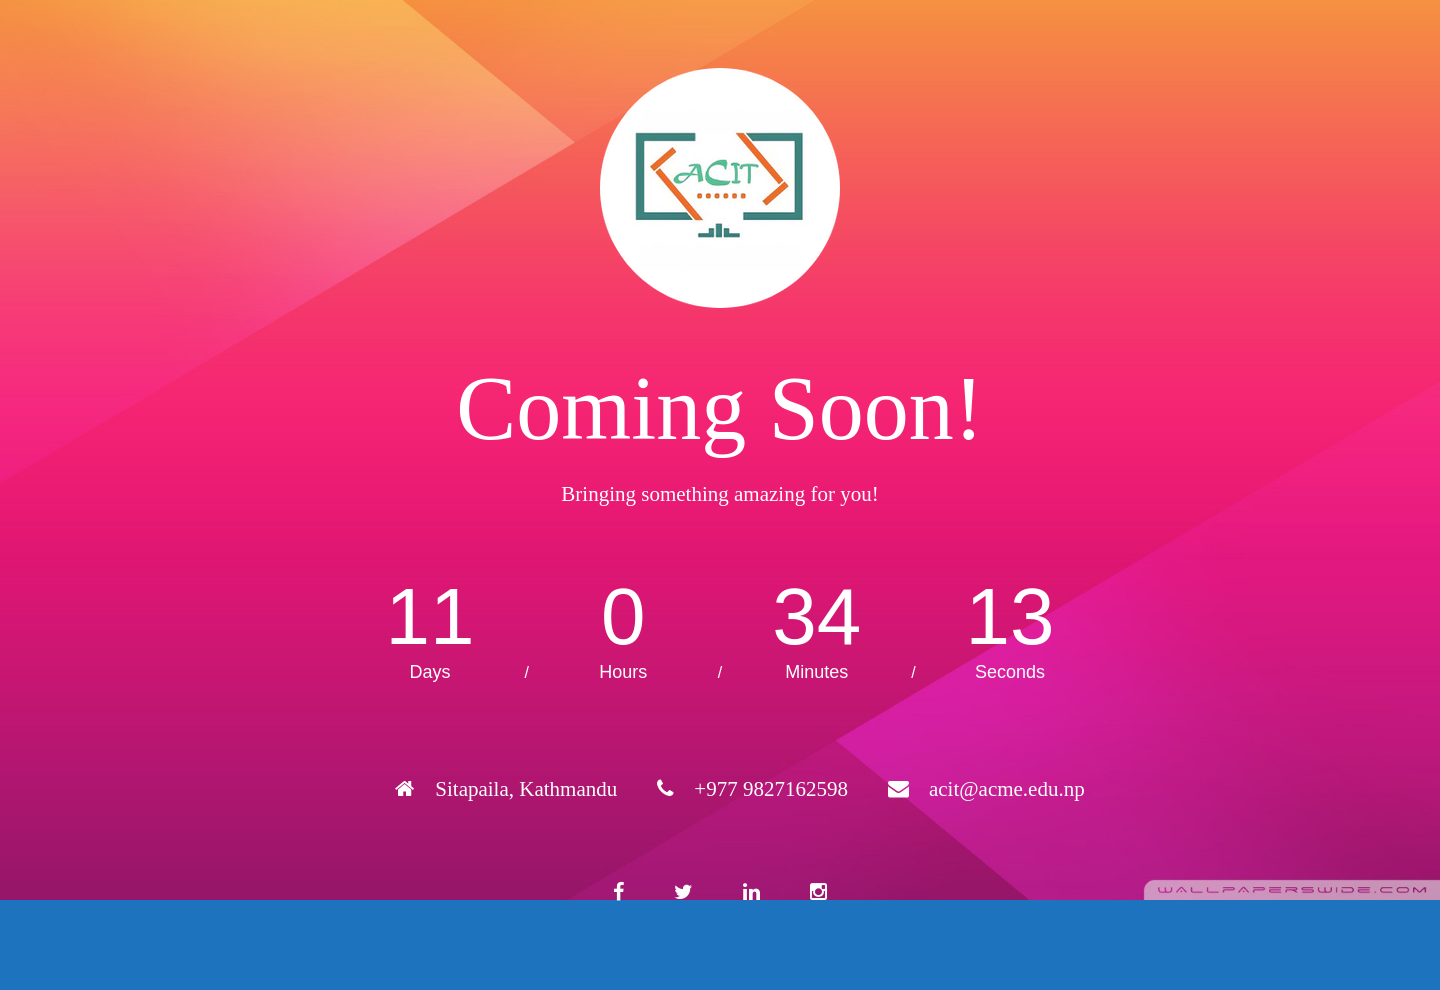 ACIT
Coming Soon!
Bringing something amazing for you!
11 0 34 13
Days / Hours / Minutes / Seconds
Sitapaila, Kathmandu +977 9827162598 acit@acme.edu.np
WALLPAPERSWIDE.COM